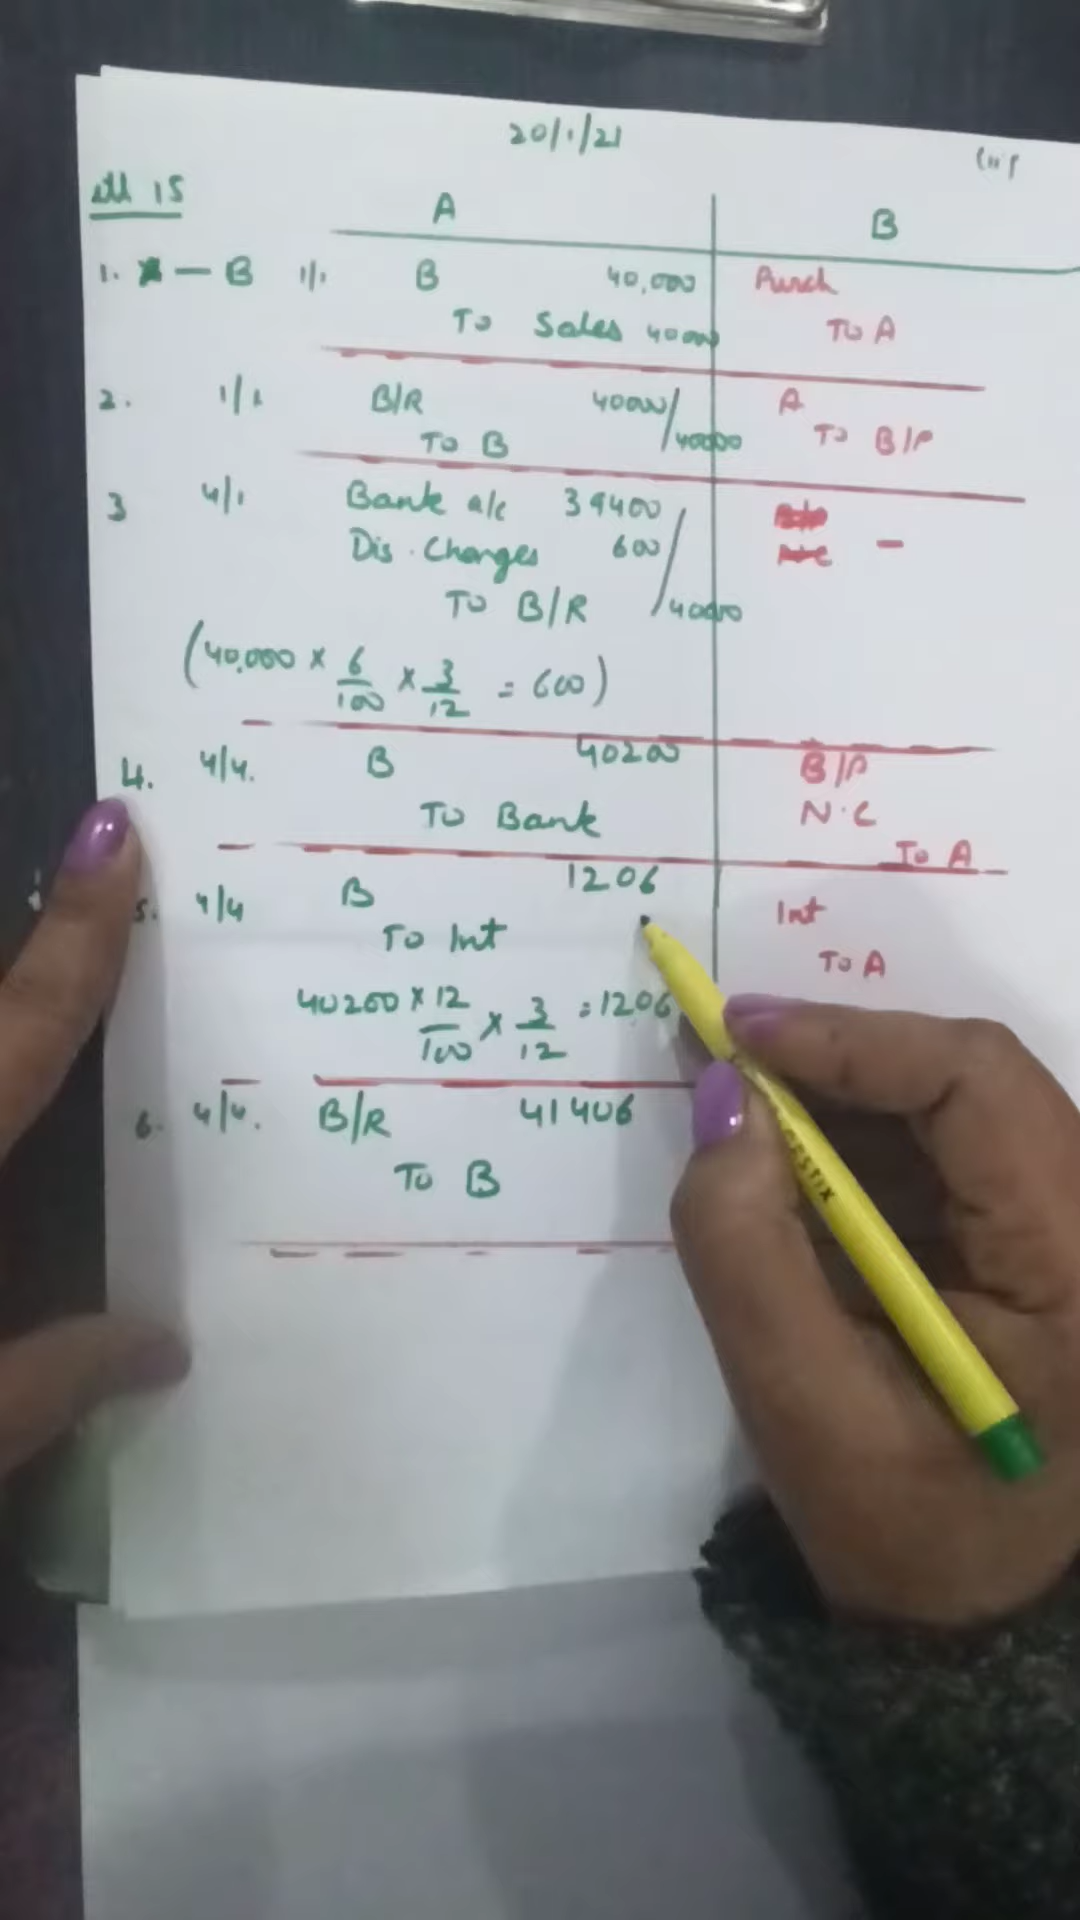 20/1/21
ill 15
A B
1. - B 1/1 B 40,000 Purch
To Sales 40000 To A
2. 1/1 B/R 40000 A
To B 40000 To B/P
3 4/1 Bank a/c 39400
Dis. Charges 600 -
To B/R 40000
(40,000 × 6/100 × 3/12 = 600)
4. 4/4. B 40200 B/P
To Bank N.C
To A
5. 4/4 B 1206 Int
To Int To A
40200 × 12/100 × 3/12 = 1206
6. 4/4. B/R 41406
To B